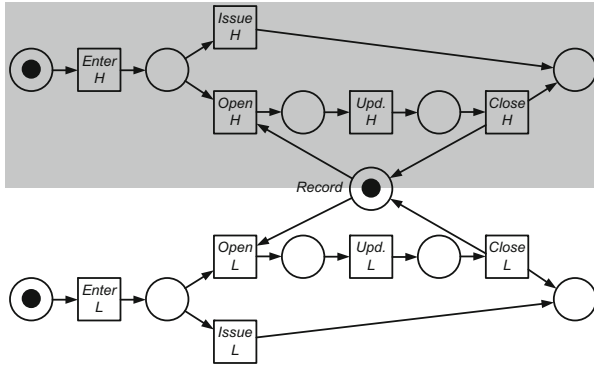 Issue
H
Enter
H
Open
H
Upd.
H
Close
H
Record
Open
L
Upd.
L
Close
L
Enter
L
Issue
L